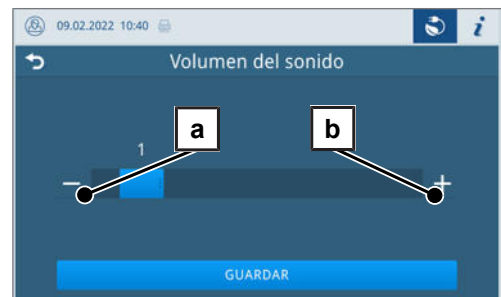 09.02.2022 10:40
i
Volumen del sonido
a
b
1
− +
GUARDAR